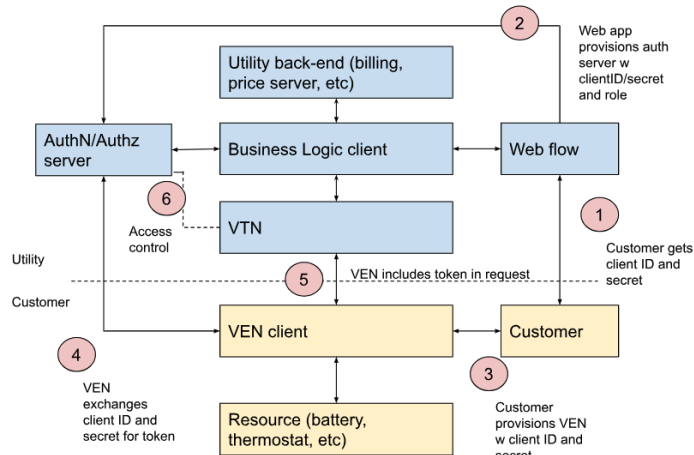 2
Web app
provisions auth
server w
clientID/secret
and role
Utility back-end (billing,
price server, etc)
AuthN/Authz
server
Business Logic client
Web flow
6
Access
control
VTN
1
Customer gets
client ID and
secret
Utility
5
VEN includes token in request
Customer
VEN client
Customer
4
VEN
exchanges
client ID and
secret for token
3
Customer
provisions VEN
w client ID and
secret
Resource (battery,
thermostat, etc)